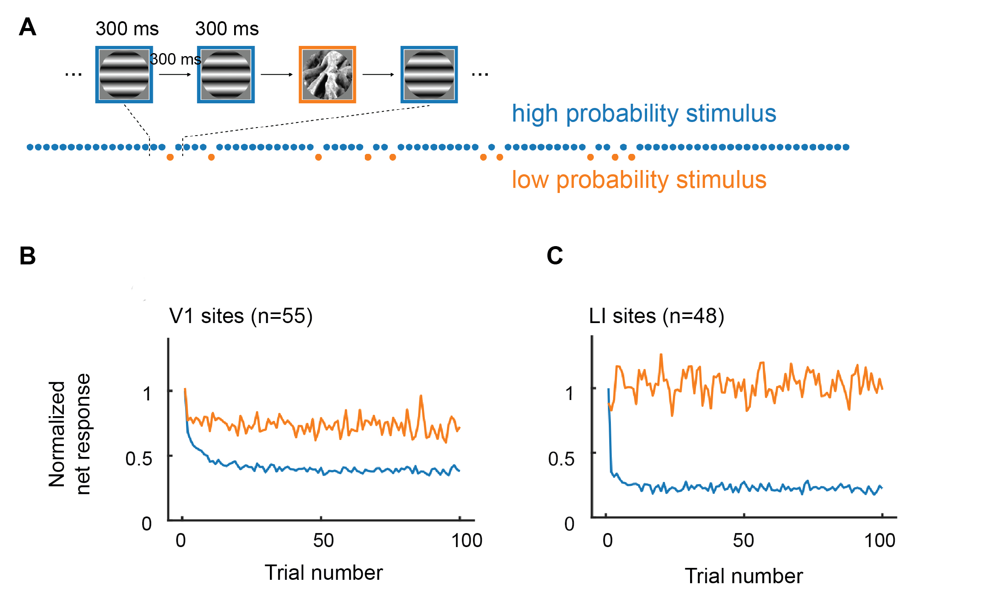 A
300 ms
300 ms
300 ms
...
...
high probability stimulus
low probability stimulus
B
C
V1 sites (n=55)
LI sites (n=48)
Normalized
net response
1
0.5
0
0
50
100
Trial number
1
0.5
0
0
50
100
Trial number